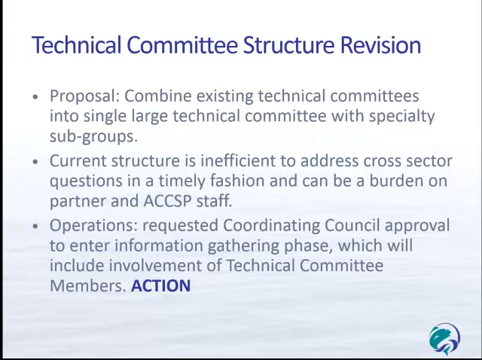 Technical Committee Structure Revision
• Proposal: Combine existing technical committees
into single large technical committee with specialty
sub-groups.
• Current structure is inefficient to address cross sector
questions in a timely fashion and can be a burden on
partner and ACCSP staff.
• Operations: requested Coordinating Council approval
to enter information gathering phase, which will
include involvement of Technical Committee
Members. ACTION